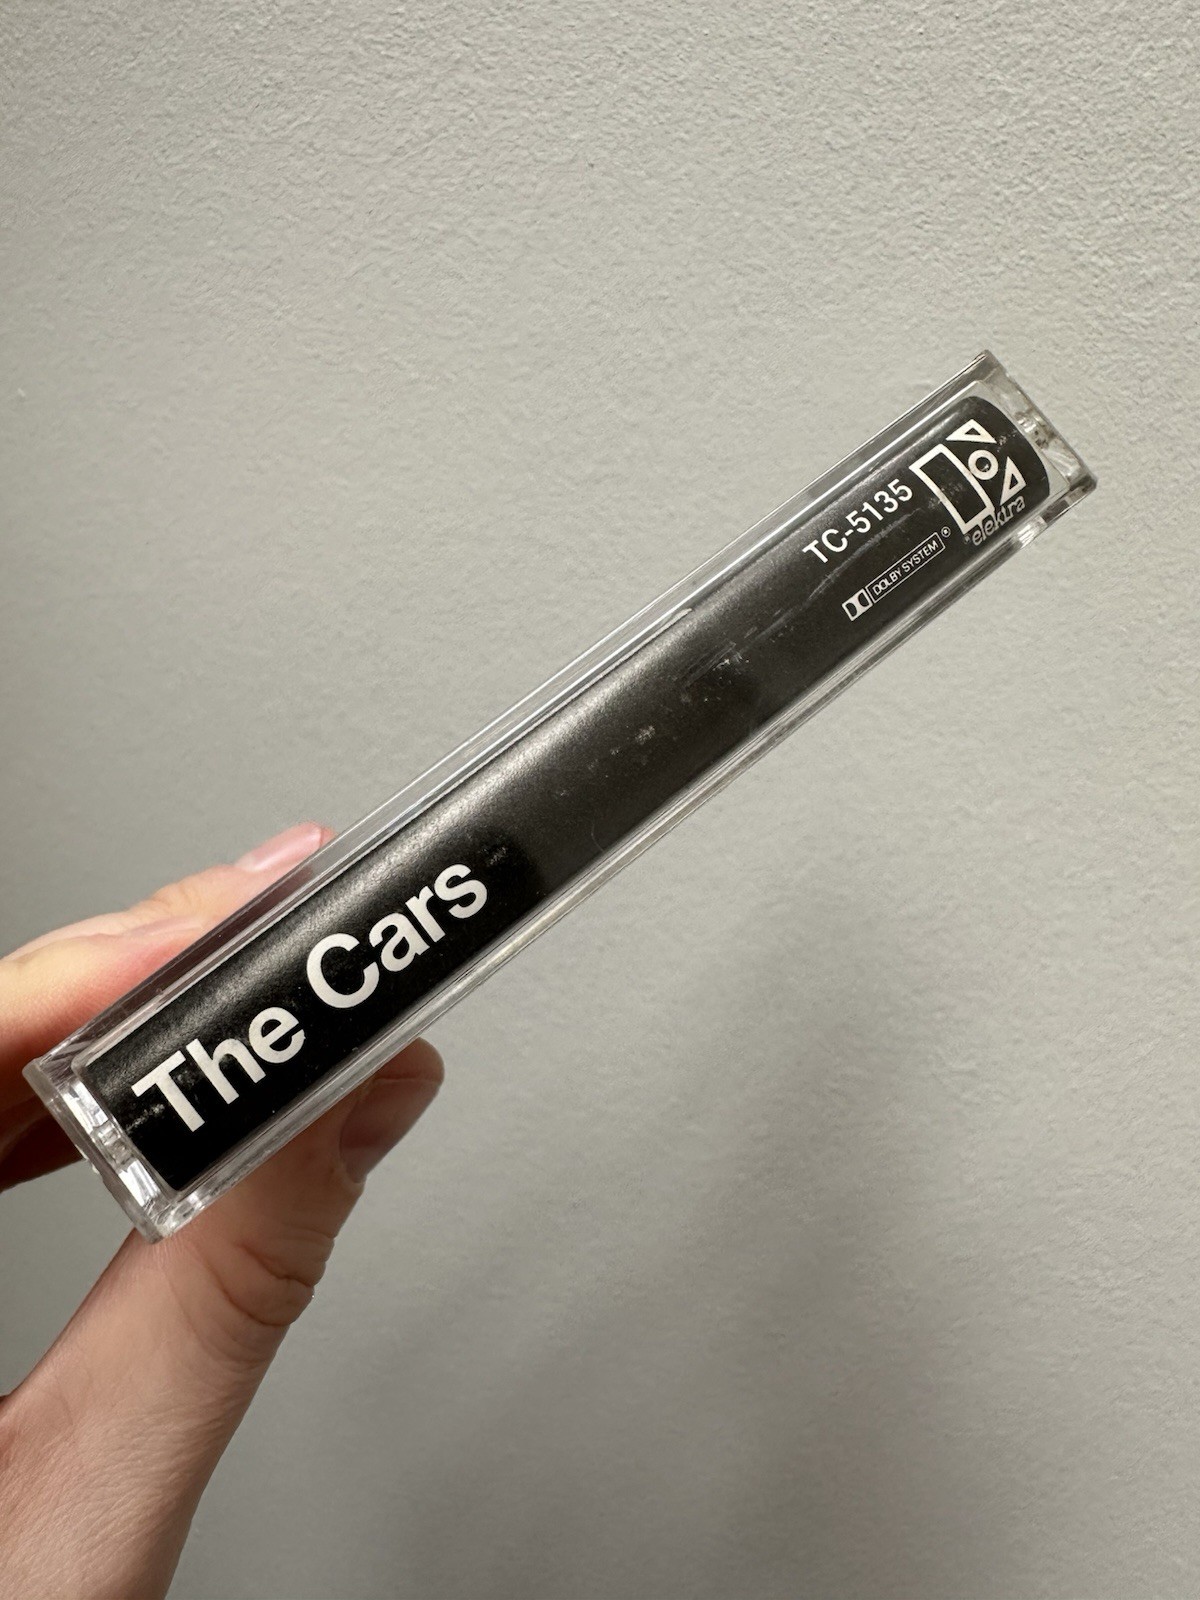 The Cars
TC-5135
DOLBY SYSTEM®
elektra